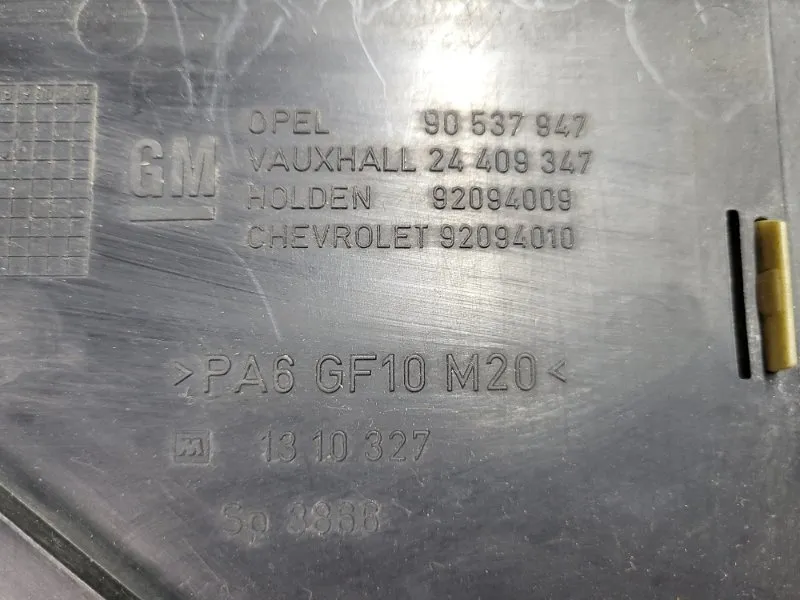 GM
OPEL 90 537 947
VAUXHALL 24 409 347
HOLDEN 92094009
CHEVROLET 92094010
>PA6 GF10 M20<
13 10 327